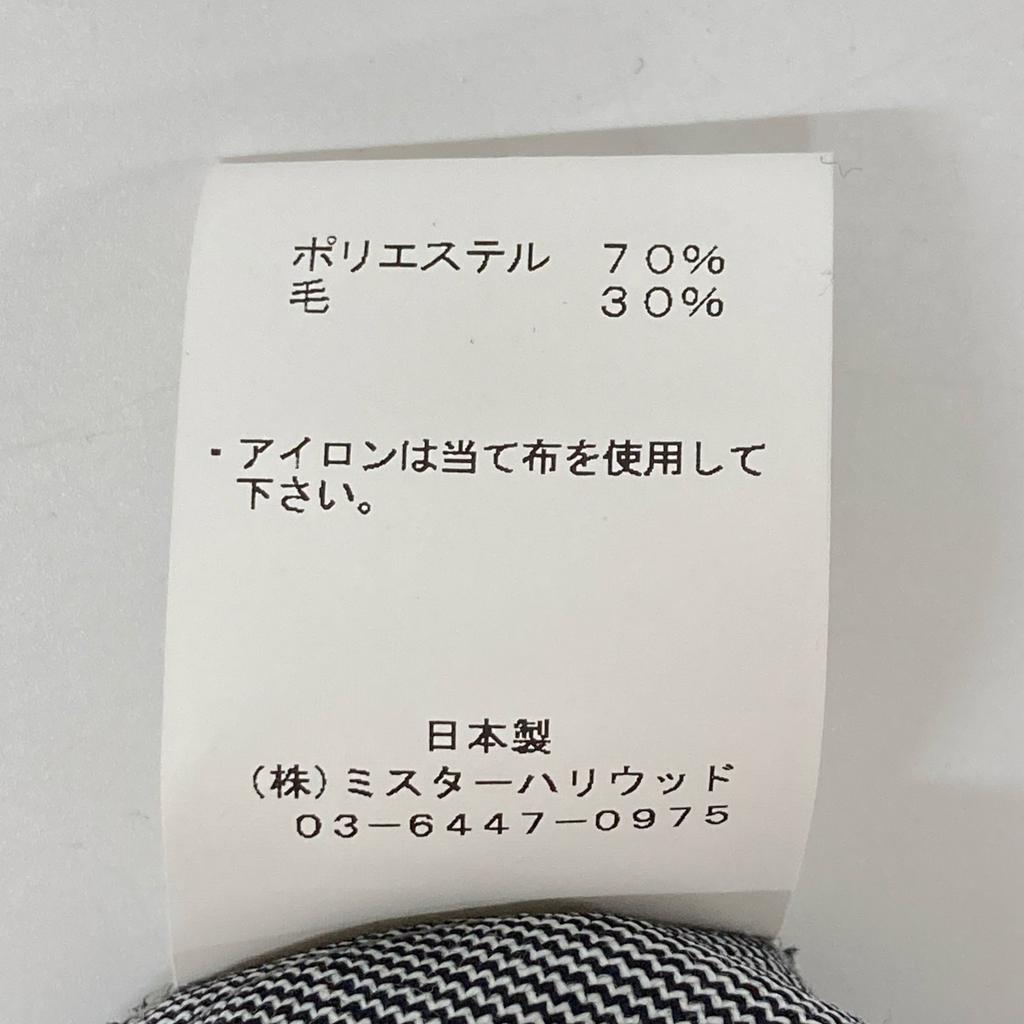 ポリエステル　７０％
毛　３０％
・アイロンは当て布を使用して
下さい。
日本製
（株）ミスターハリウッド
０３－６４４７－０９７５